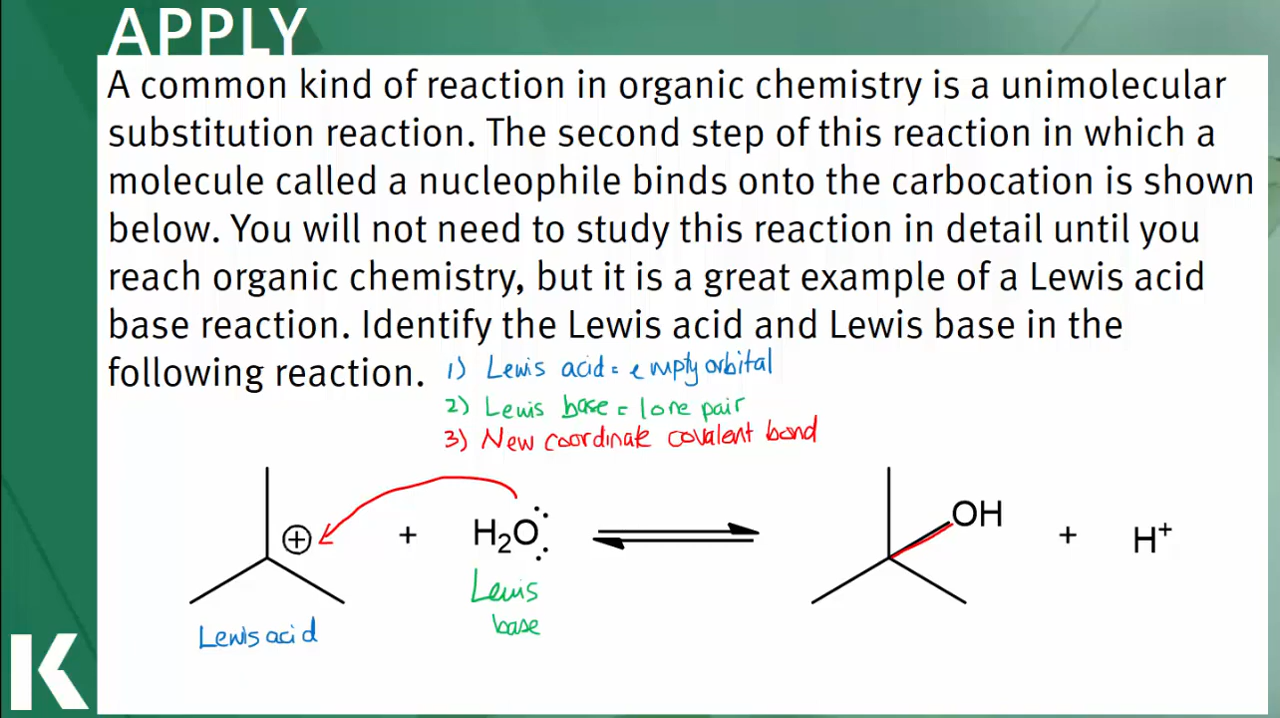 APPLY
A common kind of reaction in organic chemistry is a unimolecular
substitution reaction. The second step of this reaction in which a
molecule called a nucleophile binds onto the carbocation is shown
below. You will not need to study this reaction in detail until you
reach organic chemistry, but it is a great example of a Lewis acid
base reaction. Identify the Lewis acid and Lewis base in the
following reaction.
1) Lewis acid = empty orbital
2) Lewis base = lone pair
3) New coordinate covalent bond
+ + H₂O OH + H⁺
Lewis
base
Lewis acid
K